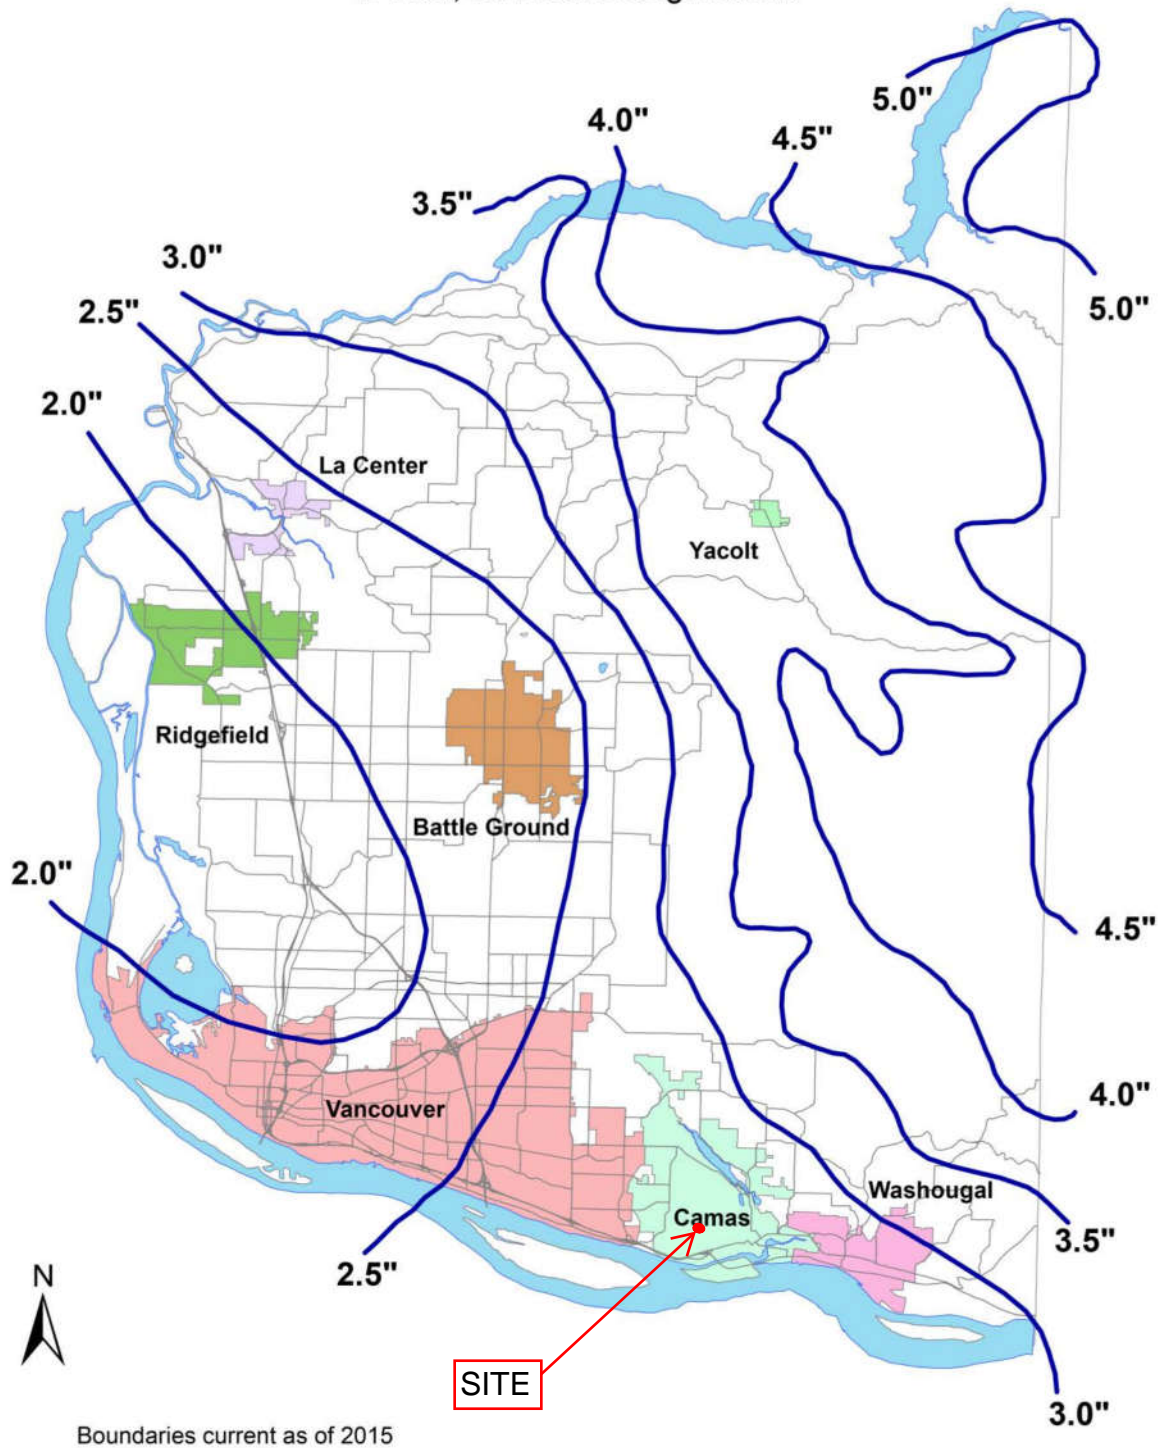 5.0"
4.0"
4.5"
3.5"
3.0"
2.5"
5.0"
2.0"
La Center
Yacolt
Ridgefield
Battle Ground
2.0"
4.5"
Vancouver
4.0"
Washougal
Camas
3.5"
2.5"
N
SITE
3.0"
Boundaries current as of 2015